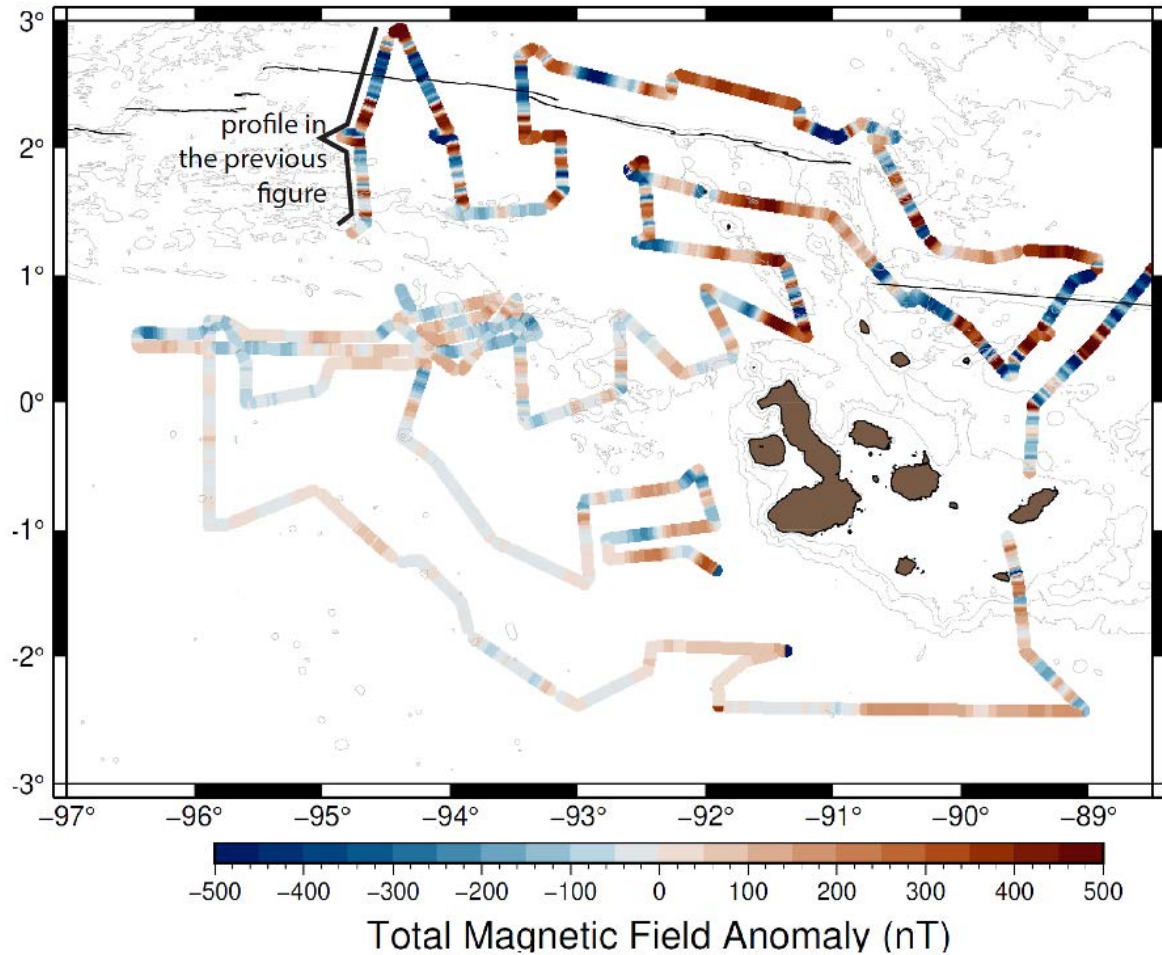 3°
2°
1°
0°
-1°
-2°
-3°
profile in
the previous
figure
−97° −96° −95° −94° −93° −92° −91° −90° −89°
−500 −400 −300 −200 −100 0 100 200 300 400 500
Total Magnetic Field Anomaly (nT)